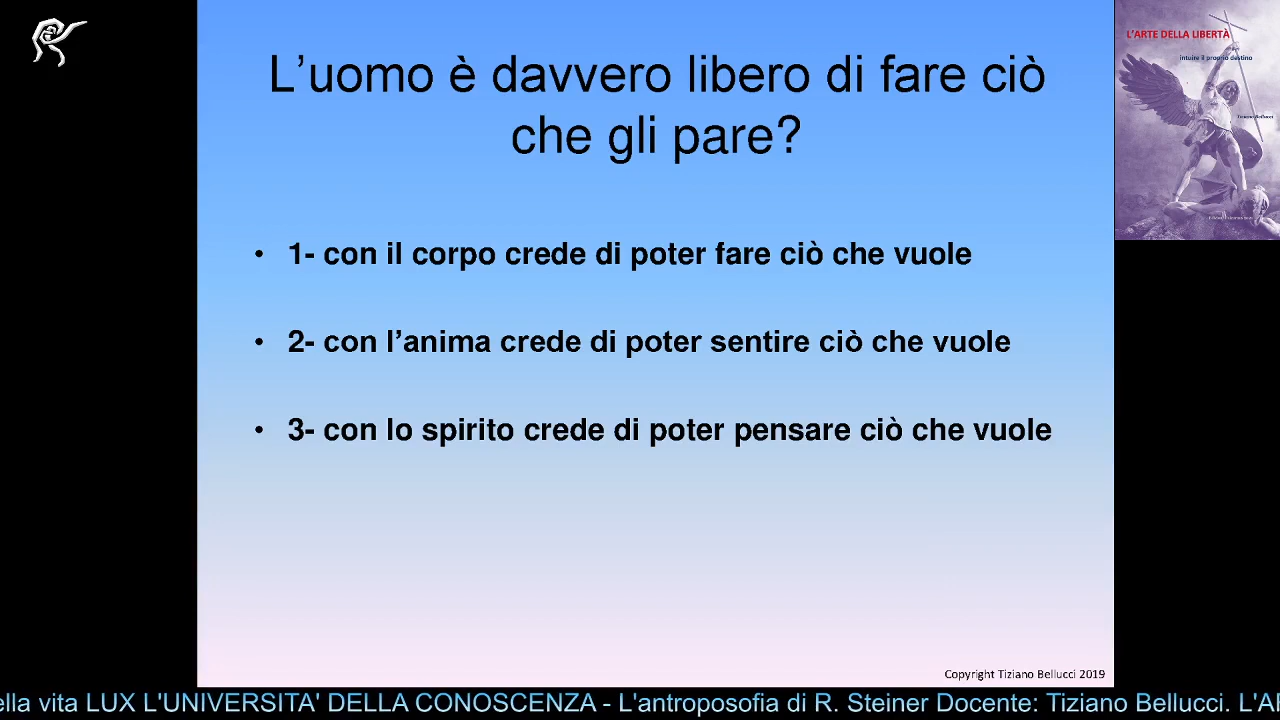 L'ARTE DELLA LIBERTÀ
intuire il proprio destino
Tiziano Bellucci
L’uomo è davvero libero di fare ciò
che gli pare?
• 1- con il corpo crede di poter fare ciò che vuole
• 2- con l’anima crede di poter sentire ciò che vuole
• 3- con lo spirito crede di poter pensare ciò che vuole
Copyright Tiziano Bellucci 2019
ella vita LUX L'UNIVERSITA' DELLA CONOSCENZA - L'antroposofia di R. Steiner Docente: Tiziano Bellucci. L'A